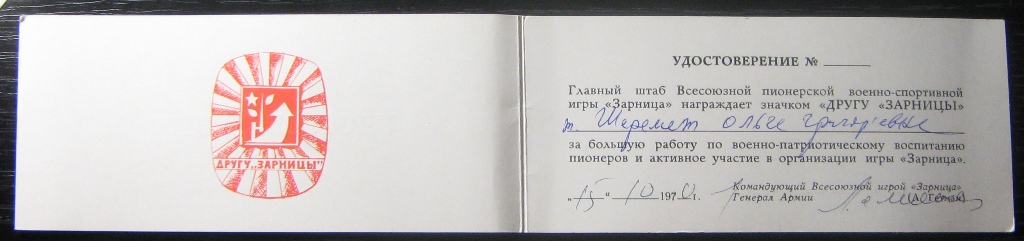 ДРУГУ „ЗАРНИЦЫ"
УДОСТОВЕРЕНИЕ №
Главный штаб Всесоюзной пионерской военно-спортивной
игры «Зарница» награждает значком «ДРУГУ «ЗАРНИЦЫ»
т. Шеремет Ольге Григорьевне
за большую работу по военно-патриотическому воспитанию
пионеров и активное участие в организации игры «Зарница».
„15" 10 1970г.
Командующий Всесоюзной игрой «Зарница»
Генерал Армии (А. Гетман)